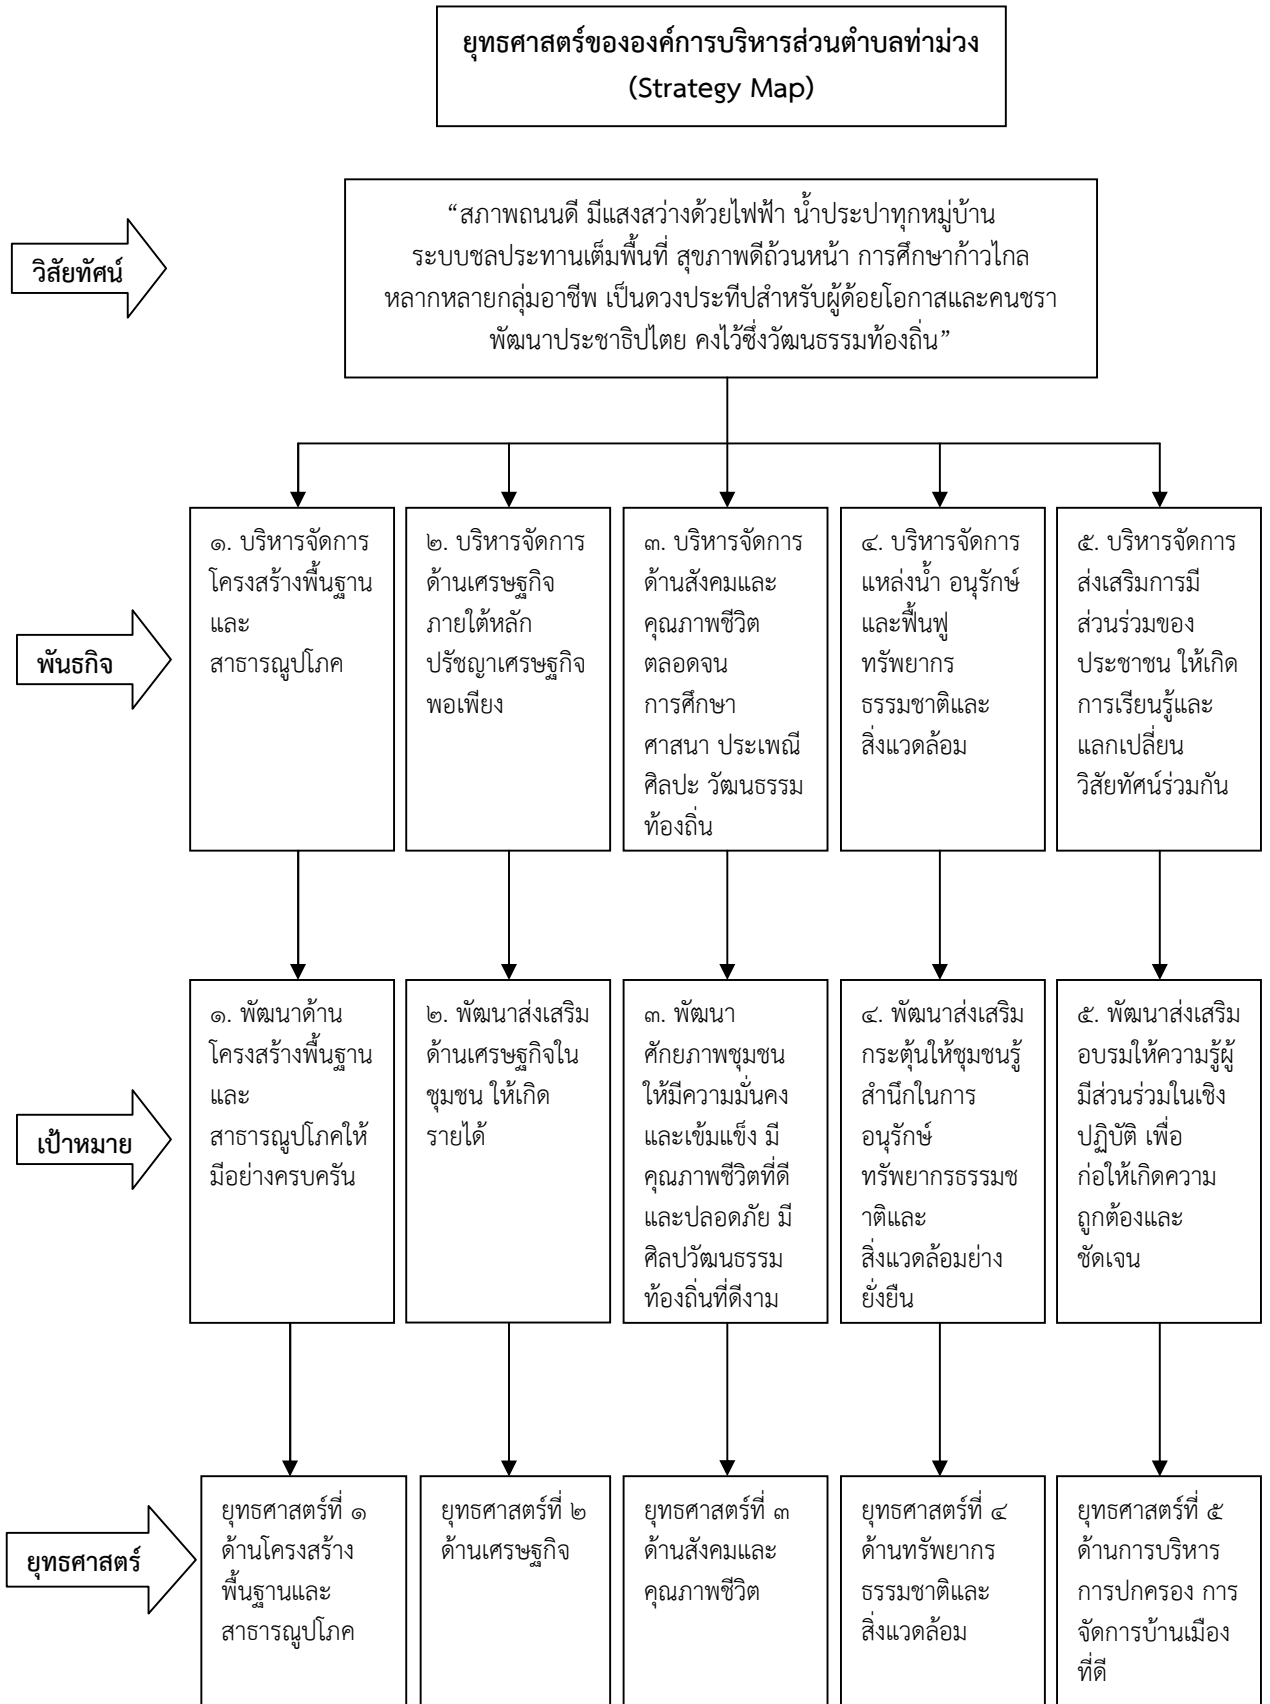 ยุทธศาสตร์ขององค์การบริหารส่วนตำบลท่าม่วง
(Strategy Map)
วิสัยทัศน์
“สภาพถนนดี มีแสงสว่างด้วยไฟฟ้า น้ำประปาทุกหมู่บ้าน
ระบบชลประทานเต็มพื้นที่ สุขภาพดีถ้วนหน้า การศึกษาก้าวไกล
หลากหลายกลุ่มอาชีพ เป็นดวงประทีปสำหรับผู้ด้อยโอกาสและคนชรา
พัฒนาประชาธิปไตย คงไว้ซึ่งวัฒนธรรมท้องถิ่น”
พันธกิจ
๑. บริหารจัดการ
โครงสร้างพื้นฐาน
และ
สาธารณูปโภค
๒. บริหารจัดการ
ด้านเศรษฐกิจ
ภายใต้หลัก
ปรัชญาเศรษฐกิจ
พอเพียง
๓. บริหารจัดการ
ด้านสังคมและ
คุณภาพชีวิต
ตลอดจน
การศึกษา
ศาสนา ประเพณี
ศิลปะ วัฒนธรรม
ท้องถิ่น
๔. บริหารจัดการ
แหล่งน้ำ อนุรักษ์
และฟื้นฟู
ทรัพยากร
ธรรมชาติและ
สิ่งแวดล้อม
๕. บริหารจัดการ
ส่งเสริมการมี
ส่วนร่วมของ
ประชาชน ให้เกิด
การเรียนรู้และ
แลกเปลี่ยน
วิสัยทัศน์ร่วมกัน
เป้าหมาย
๑. พัฒนาด้าน
โครงสร้างพื้นฐาน
และ
สาธารณูปโภคให้
มีอย่างครบครัน
๒. พัฒนาส่งเสริม
ด้านเศรษฐกิจใน
ชุมชน ให้เกิด
รายได้
๓. พัฒนา
ศักยภาพชุมชน
ให้มีความมั่นคง
และเข้มแข็ง มี
คุณภาพชีวิตที่ดี
และปลอดภัย มี
ศิลปวัฒนธรรม
ท้องถิ่นที่ดีงาม
๔. พัฒนาส่งเสริม
กระตุ้นให้ชุมชนรู้
สำนึกในการ
อนุรักษ์
ทรัพยากรธรรมช
าติและ
สิ่งแวดล้อมย่าง
ยั่งยืน
๕. พัฒนาส่งเสริม
อบรมให้ความรู้ผู้
มีส่วนร่วมในเชิง
ปฏิบัติ เพื่อ
ก่อให้เกิดความ
ถูกต้องและ
ชัดเจน
ยุทธศาสตร์
ยุทธศาสตร์ที่ ๑
ด้านโครงสร้าง
พื้นฐานและ
สาธารณูปโภค
ยุทธศาสตร์ที่ ๒
ด้านเศรษฐกิจ
ยุทธศาสตร์ที่ ๓
ด้านสังคมและ
คุณภาพชีวิต
ยุทธศาสตร์ที่ ๔
ด้านทรัพยากร
ธรรมชาติและ
สิ่งแวดล้อม
ยุทธศาสตร์ที่ ๕
ด้านการบริหาร
การปกครอง การ
จัดการบ้านเมือง
ที่ดี